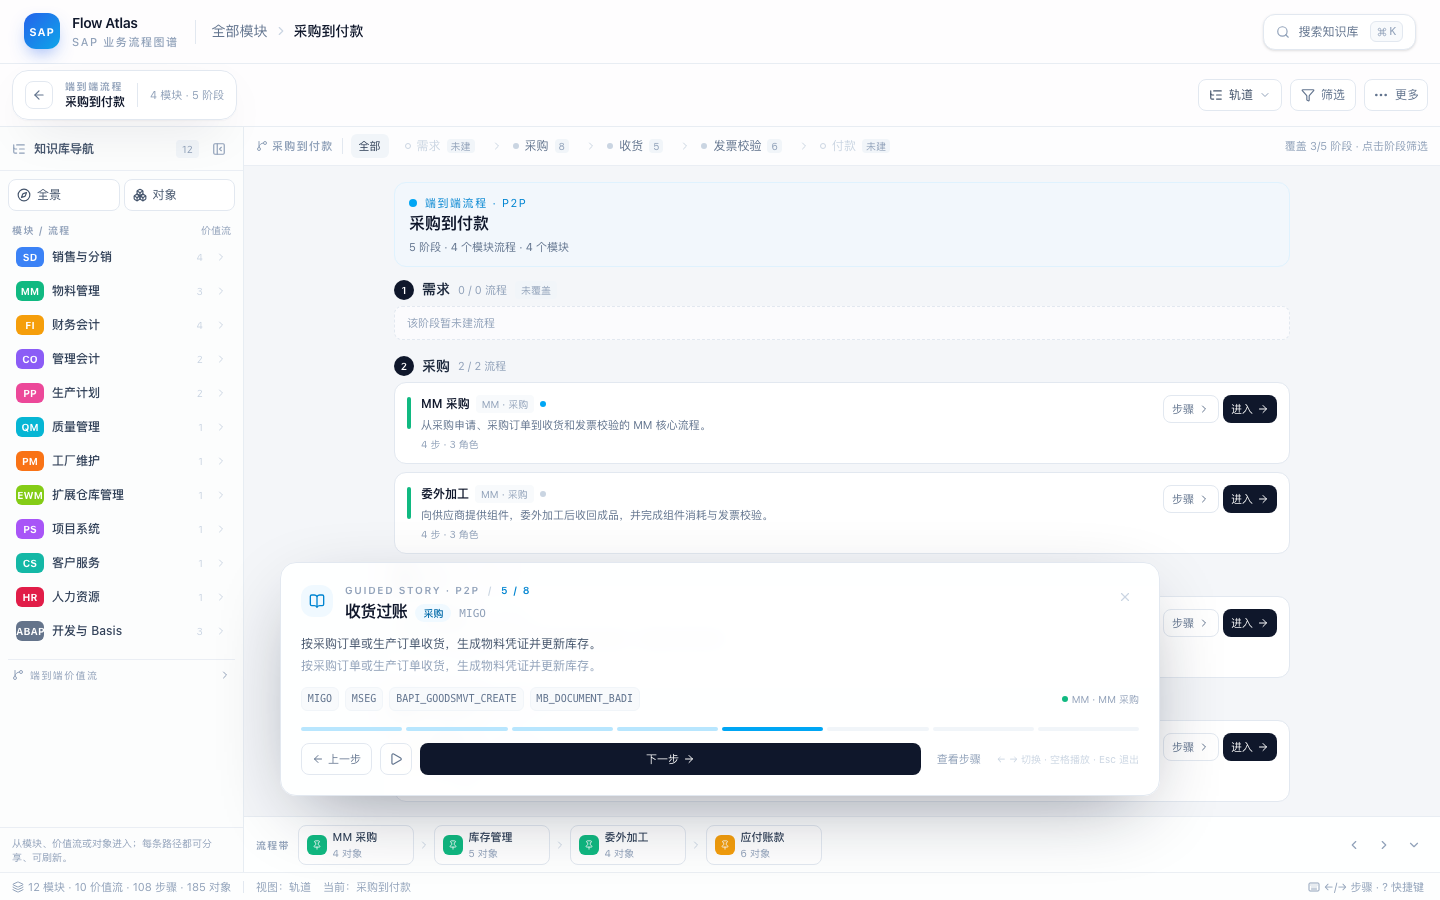 SAP
Flow Atlas
SAP 业务流程图谱
全部模块
采购到付款
搜索知识库
⌘ K
端到端流程
采购到付款
4 模块 · 5 阶段
轨道
筛选
更多
知识库导航
12
全景
对象
模块 / 流程
价值流
SD 销售与分销 4
MM 物料管理 3
FI 财务会计 4
CO 管理会计 2
PP 生产计划 2
QM 质量管理 1
PM 工厂维护 1
EWM 扩展仓库管理 1
PS 项目系统 1
CS 客户服务 1
HR 人力资源 1
ABAP 开发与 Basis 3
端到端价值流
从模块、价值流或对象进入；每条路径都可分
享、可刷新。
采购到付款
全部
需求 未建
采购 8
收货 5
发票校验 6
付款 未建
覆盖 3/5 阶段 · 点击阶段筛选
端到端流程 · P2P
采购到付款
5 阶段 · 4 个模块流程 · 4 个模块
1 需求 0 / 0 流程 未覆盖
该阶段暂未建流程
2 采购 2 / 2 流程
MM 采购 MM · 采购
从采购申请、采购订单到收货和发票校验的 MM 核心流程。
4 步 · 3 角色
步骤
进入 →
委外加工 MM · 采购
向供应商提供组件，委外加工后收回成品，并完成组件消耗与发票校验。
4 步 · 3 角色
步骤
进入 →
步骤
进入 →
步骤
进入 →
GUIDED STORY · P2P / 5 / 8
收货过账 采购 MIGO
按采购订单或生产订单收货，生成物料凭证并更新库存。
按采购订单或生产订单收货，生成物料凭证并更新库存。
MIGO MSEG BAPI_GOODSMVT_CREATE MB_DOCUMENT_BADI
MM · MM 采购
← 上一步
下一步 →
查看步骤
← → 切换 · 空格播放 · Esc 退出
流程带
MM 采购
4 对象
库存管理
5 对象
委外加工
4 对象
应付账款
6 对象
12 模块 · 10 价值流 · 108 步骤 · 185 对象
视图：轨道
当前：采购到付款
←/→ 步骤 · ? 快捷键